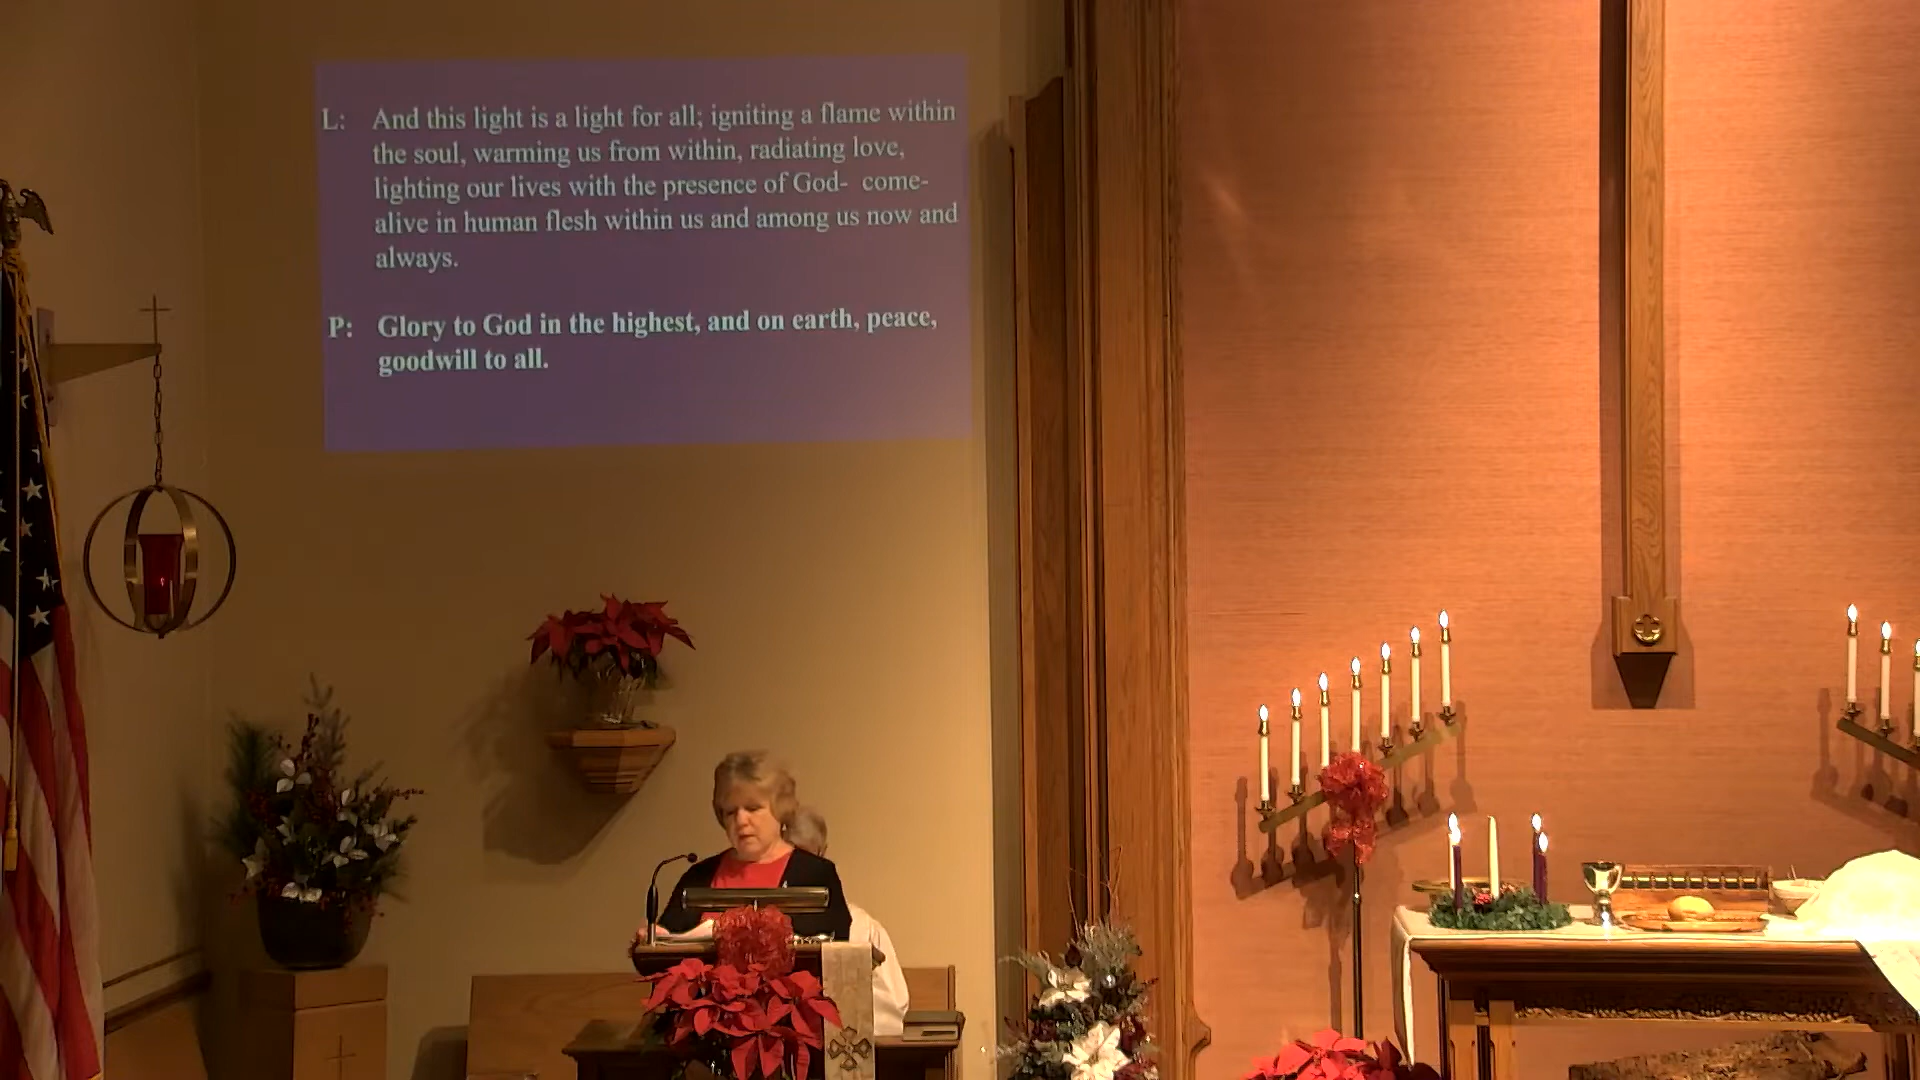 L: And this light is a light for all; igniting a flame within
the soul, warming us from within, radiating love,
lighting our lives with the presence of God- come-
alive in human flesh within us and among us now and
always.
P: Glory to God in the highest, and on earth, peace,
goodwill to all.